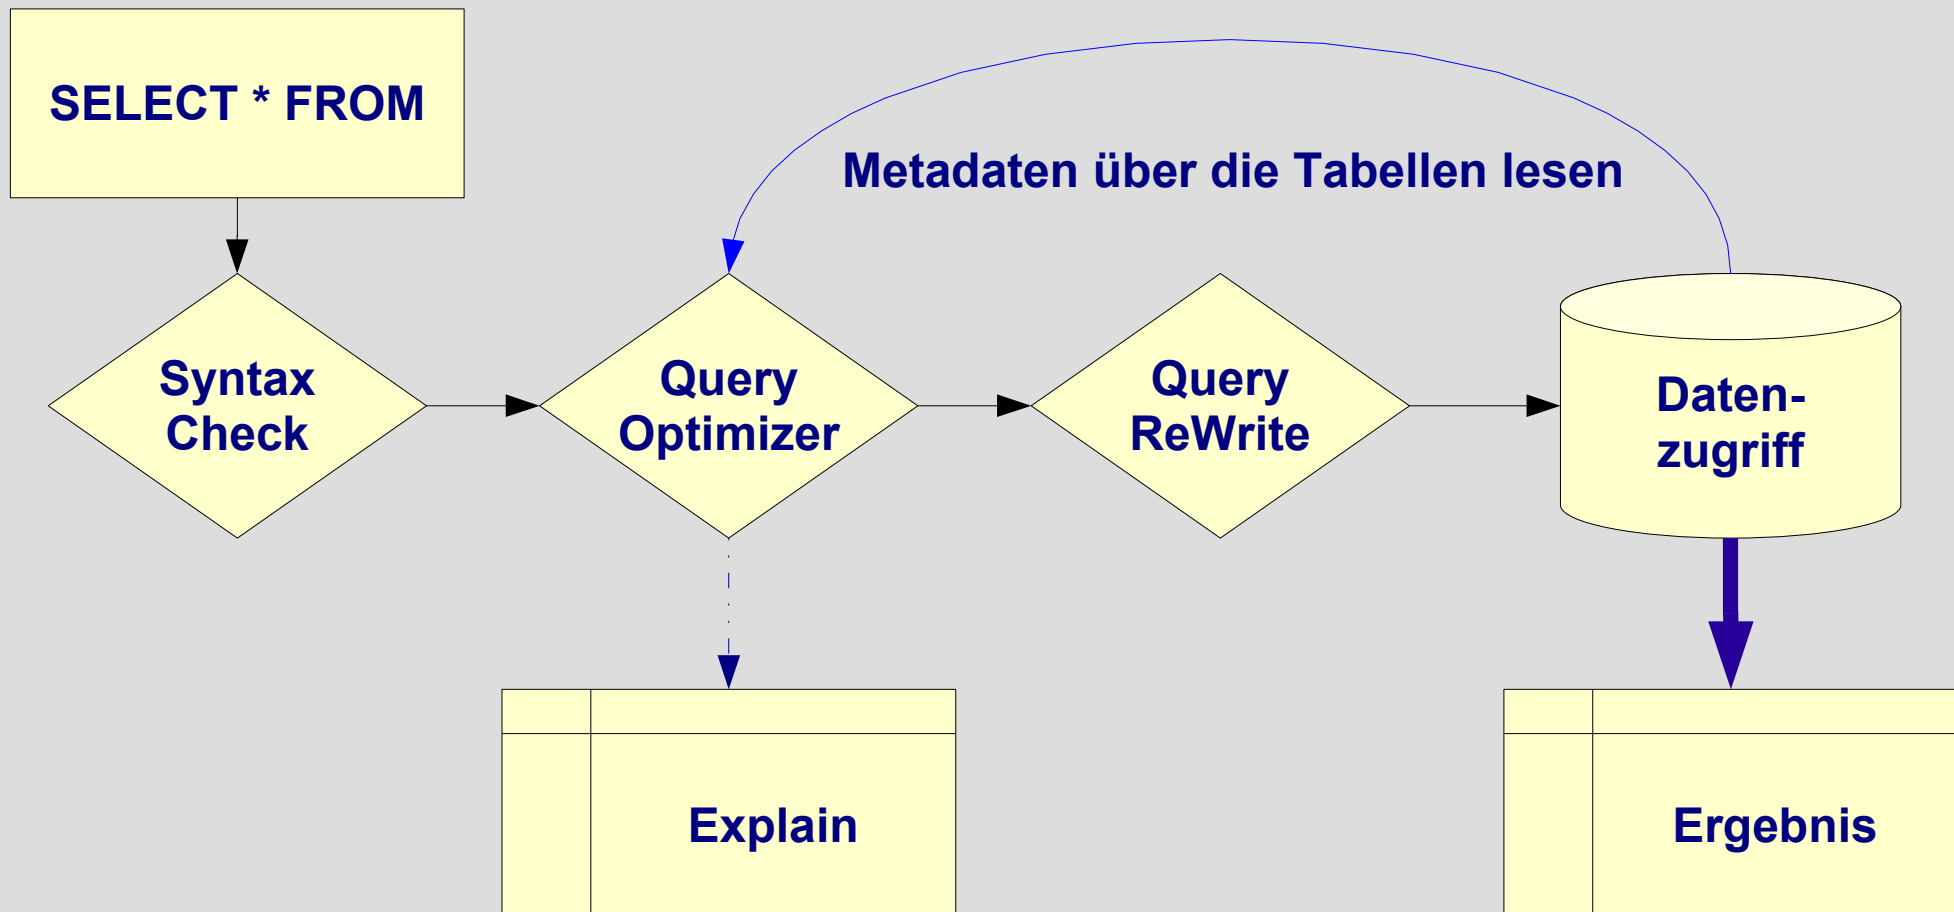 SELECT * FROM
Metadaten über die Tabellen lesen
Syntax
Check
Query
Optimizer
Query
ReWrite
Daten-
zugriff
Explain
Ergebnis